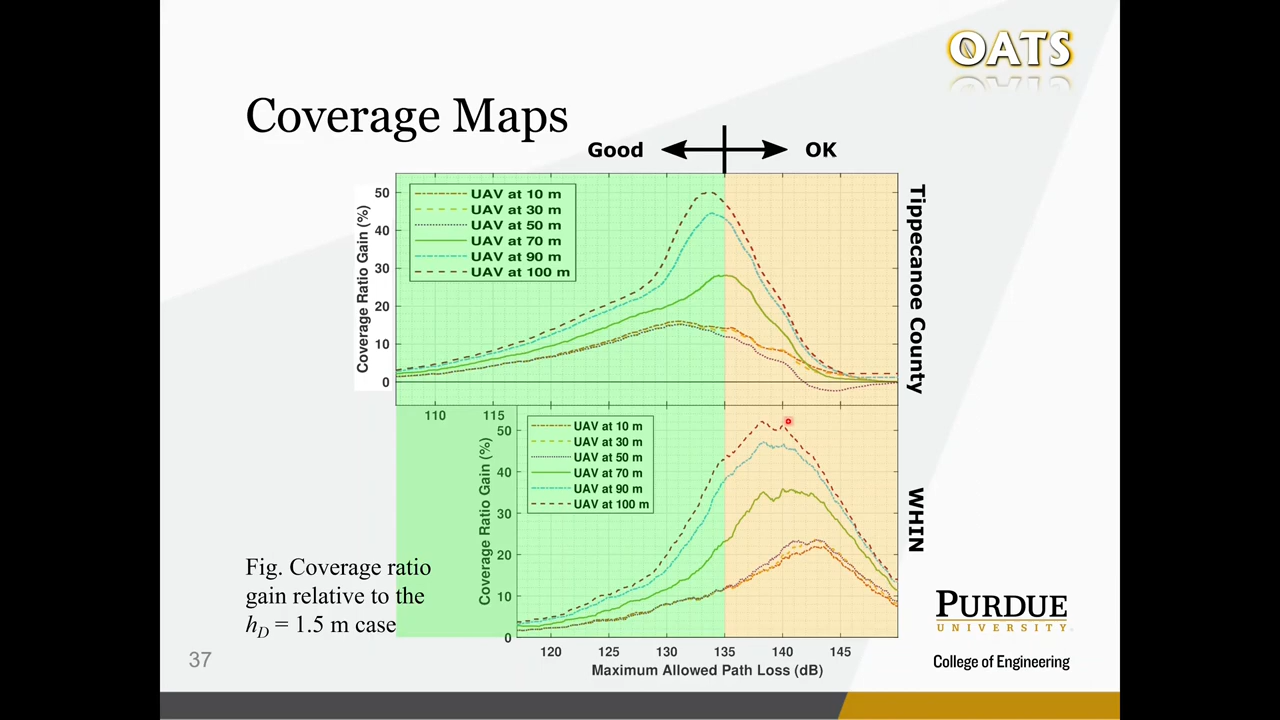 OATS
Coverage Maps
Good
OK
Coverage Ratio Gain (%)
50
40
30
20
10
0
UAV at 10 m
UAV at 30 m
UAV at 50 m
UAV at 70 m
UAV at 90 m
UAV at 100 m
Tippecanoe County
110
115
Coverage Ratio Gain (%)
50
40
30
20
10
0
UAV at 10 m
UAV at 30 m
UAV at 50 m
UAV at 70 m
UAV at 90 m
UAV at 100 m
WHIN
120
125
130
135
140
145
Maximum Allowed Path Loss (dB)
Fig. Coverage ratio
gain relative to the
hD = 1.5 m case
37
PURDUE
UNIVERSITY
College of Engineering